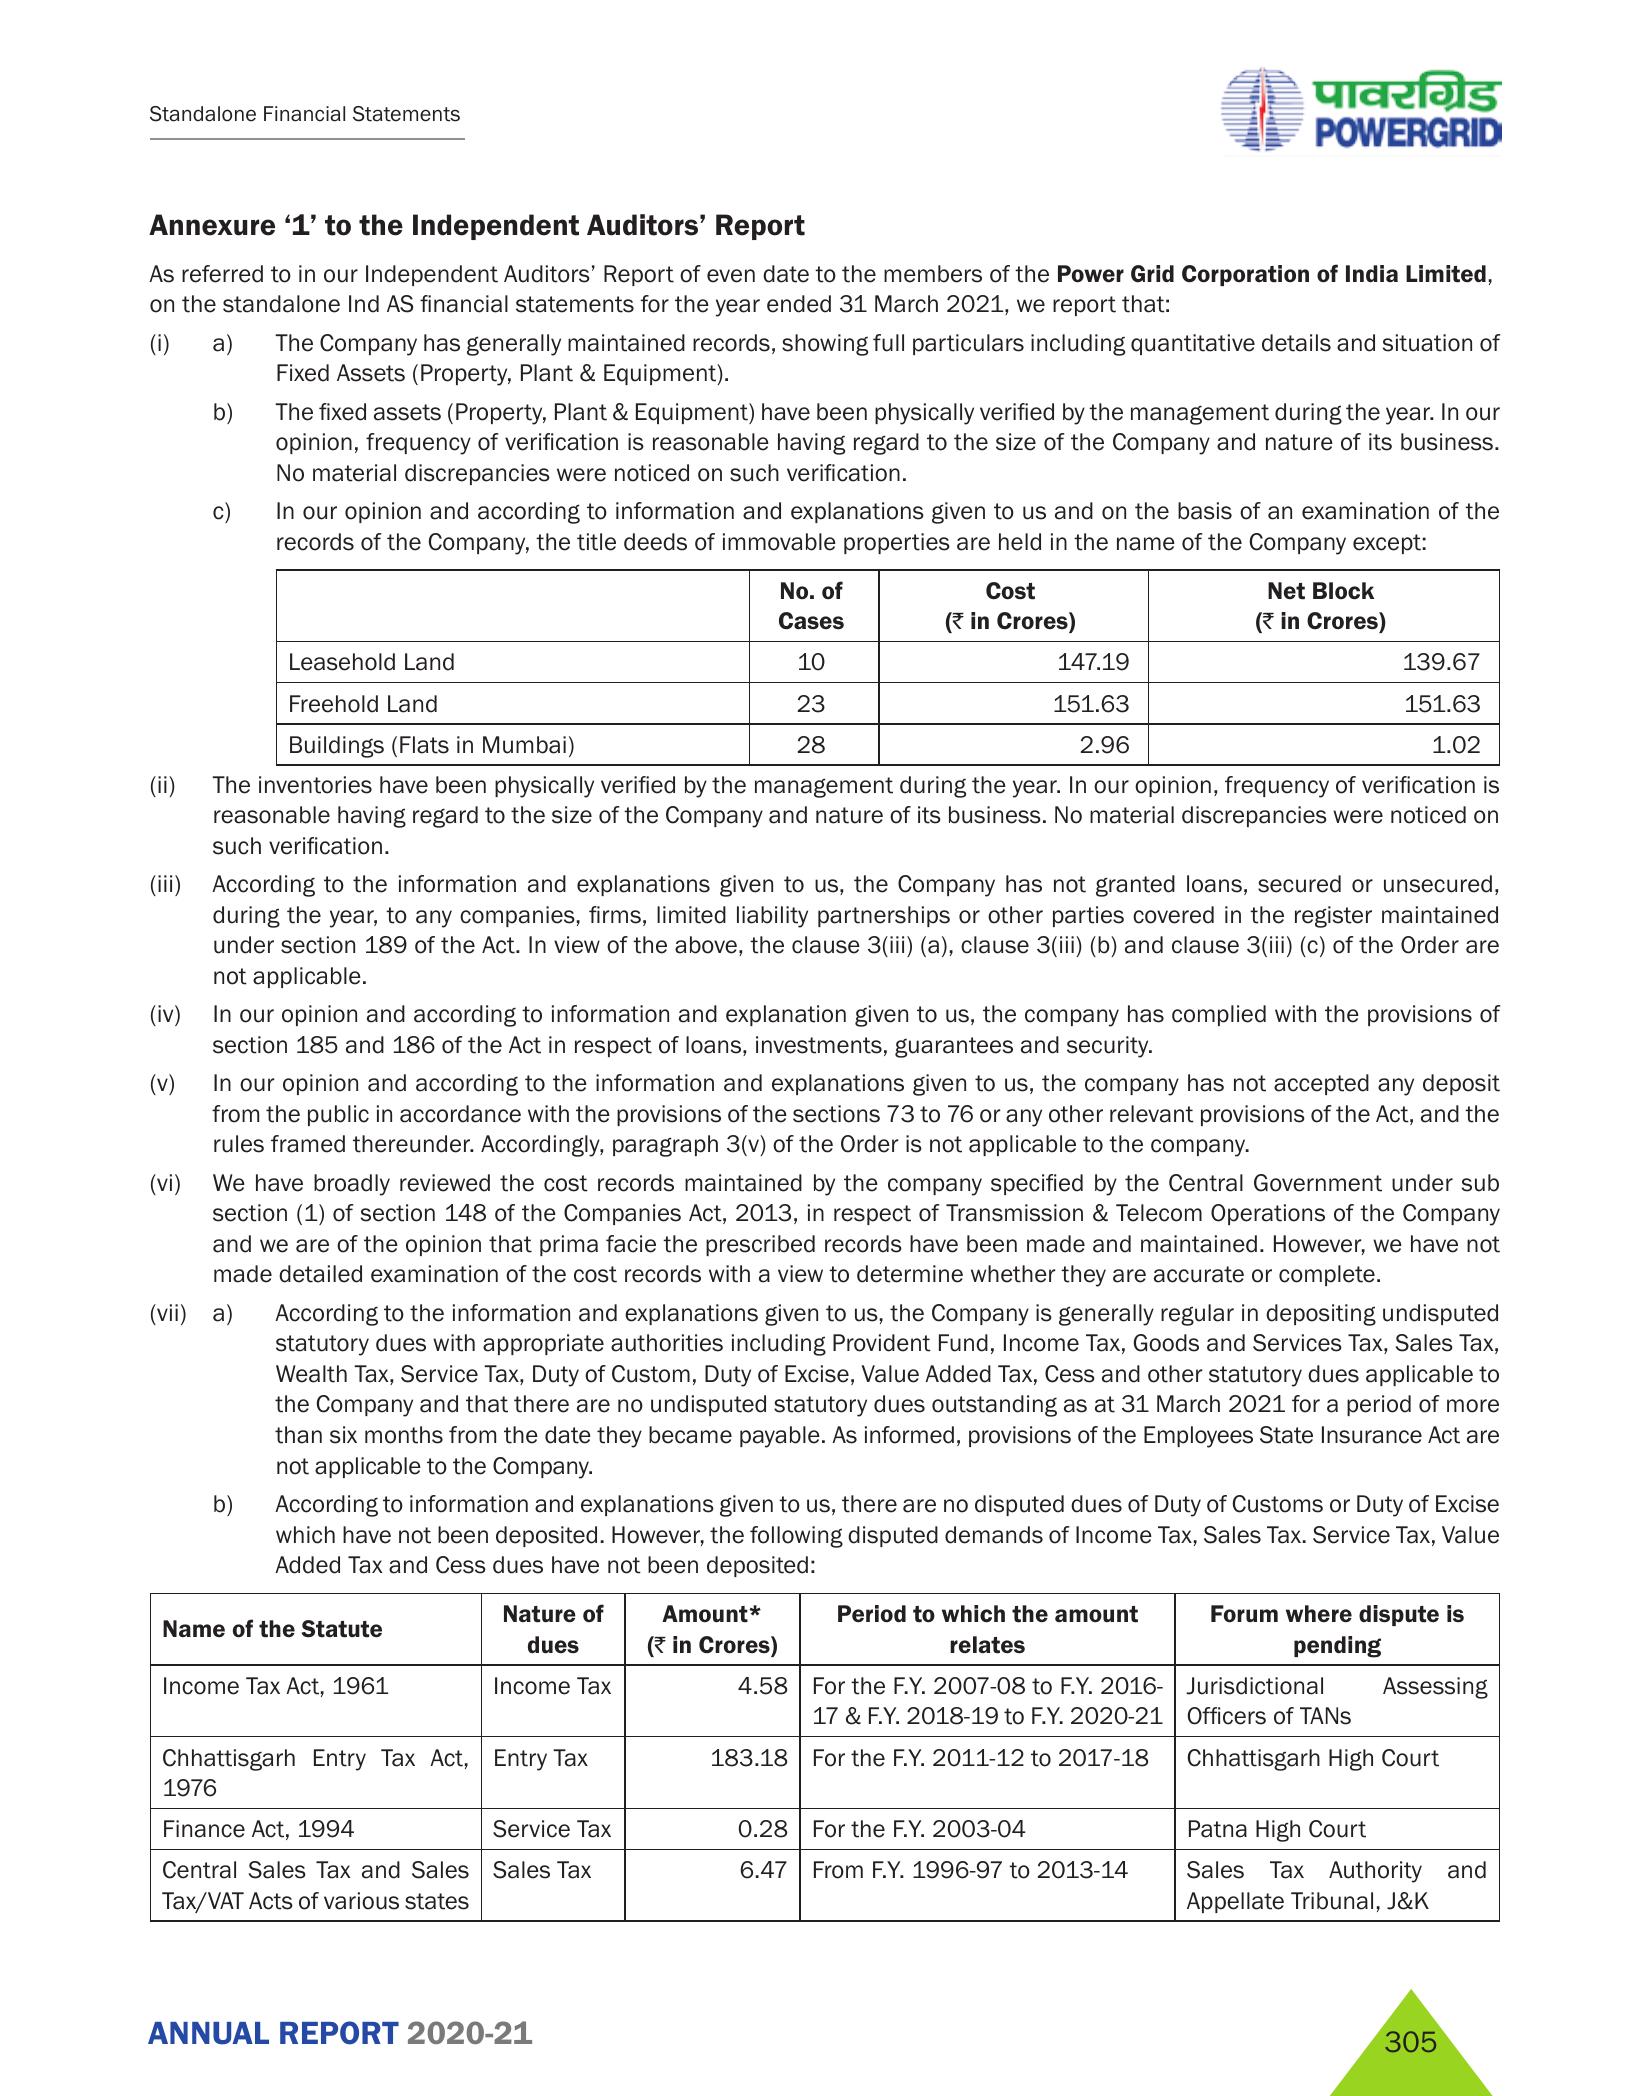 Standalone Financial Statements
पावरग्रिड
POWERGRID
Annexure ‘1’ to the Independent Auditors’ Report
As referred to in our Independent Auditors’ Report of even date to the members of the Power Grid Corporation of India Limited,
on the standalone Ind AS financial statements for the year ended 31 March 2021, we report that:
(i) a) The Company has generally maintained records, showing full particulars including quantitative details and situation of
Fixed Assets (Property, Plant & Equipment).
b) The fixed assets (Property, Plant & Equipment) have been physically verified by the management during the year. In our
opinion, frequency of verification is reasonable having regard to the size of the Company and nature of its business.
No material discrepancies were noticed on such verification.
c) In our opinion and according to information and explanations given to us and on the basis of an examination of the
records of the Company, the title deeds of immovable properties are held in the name of the Company except:
No. of Cost Net Block
Cases (₹ in Crores) (₹ in Crores)
Leasehold Land 10 147.19 139.67
Freehold Land 23 151.63 151.63
Buildings (Flats in Mumbai) 28 2.96 1.02
(ii) The inventories have been physically verified by the management during the year. In our opinion, frequency of verification is
reasonable having regard to the size of the Company and nature of its business. No material discrepancies were noticed on
such verification.
(iii) According to the information and explanations given to us, the Company has not granted loans, secured or unsecured,
during the year, to any companies, firms, limited liability partnerships or other parties covered in the register maintained
under section 189 of the Act. In view of the above, the clause 3(iii) (a), clause 3(iii) (b) and clause 3(iii) (c) of the Order are
not applicable.
(iv) In our opinion and according to information and explanation given to us, the company has complied with the provisions of
section 185 and 186 of the Act in respect of loans, investments, guarantees and security.
(v) In our opinion and according to the information and explanations given to us, the company has not accepted any deposit
from the public in accordance with the provisions of the sections 73 to 76 or any other relevant provisions of the Act, and the
rules framed thereunder. Accordingly, paragraph 3(v) of the Order is not applicable to the company.
(vi) We have broadly reviewed the cost records maintained by the company specified by the Central Government under sub
section (1) of section 148 of the Companies Act, 2013, in respect of Transmission & Telecom Operations of the Company
and we are of the opinion that prima facie the prescribed records have been made and maintained. However, we have not
made detailed examination of the cost records with a view to determine whether they are accurate or complete.
(vii) a) According to the information and explanations given to us, the Company is generally regular in depositing undisputed
statutory dues with appropriate authorities including Provident Fund, Income Tax, Goods and Services Tax, Sales Tax,
Wealth Tax, Service Tax, Duty of Custom, Duty of Excise, Value Added Tax, Cess and other statutory dues applicable to
the Company and that there are no undisputed statutory dues outstanding as at 31 March 2021 for a period of more
than six months from the date they became payable. As informed, provisions of the Employees State Insurance Act are
not applicable to the Company.
b) According to information and explanations given to us, there are no disputed dues of Duty of Customs or Duty of Excise
which have not been deposited. However, the following disputed demands of Income Tax, Sales Tax. Service Tax, Value
Added Tax and Cess dues have not been deposited:
Name of the Statute Nature of Amount* Period to which the amount Forum where dispute is
dues (₹ in Crores) relates pending
Income Tax Act, 1961 Income Tax 4.58 For the F.Y. 2007-08 to F.Y. 2016- Jurisdictional Assessing
17 & F.Y. 2018-19 to F.Y. 2020-21 Officers of TANs
Chhattisgarh Entry Tax Act, Entry Tax 183.18 For the F.Y. 2011-12 to 2017-18 Chhattisgarh High Court
1976
Finance Act, 1994 Service Tax 0.28 For the F.Y. 2003-04 Patna High Court
Central Sales Tax and Sales Sales Tax 6.47 From F.Y. 1996-97 to 2013-14 Sales Tax Authority and
Tax/VAT Acts of various states Appellate Tribunal, J&K
ANNUAL REPORT 2020-21
305